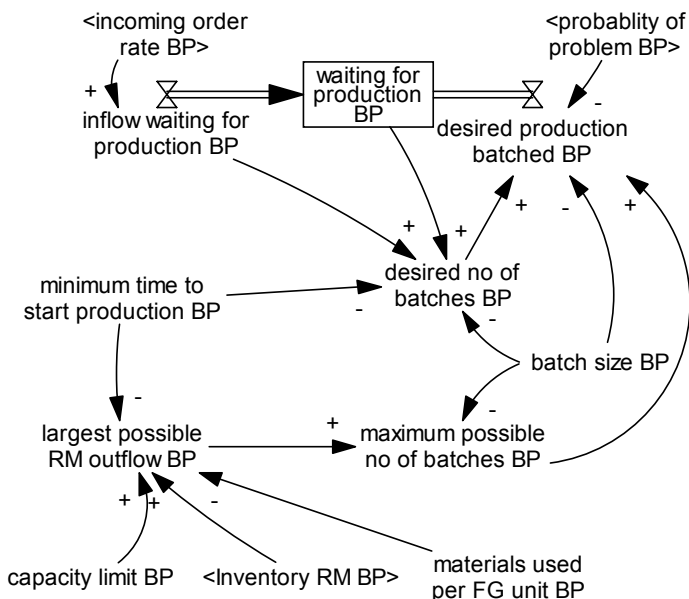 <incoming order
rate BP>
<probablity of
problem BP>
waiting for
production
BP
+
inflow waiting for
production BP
-
desired production
batched BP
+
-
+
+
+
desired no of
batches BP
minimum time to
start production BP
-
-
batch size BP
-
-
largest possible
RM outflow BP
+
maximum possible
no of batches BP
+
+
-
capacity limit BP
<Inventory RM BP>
materials used
per FG unit BP